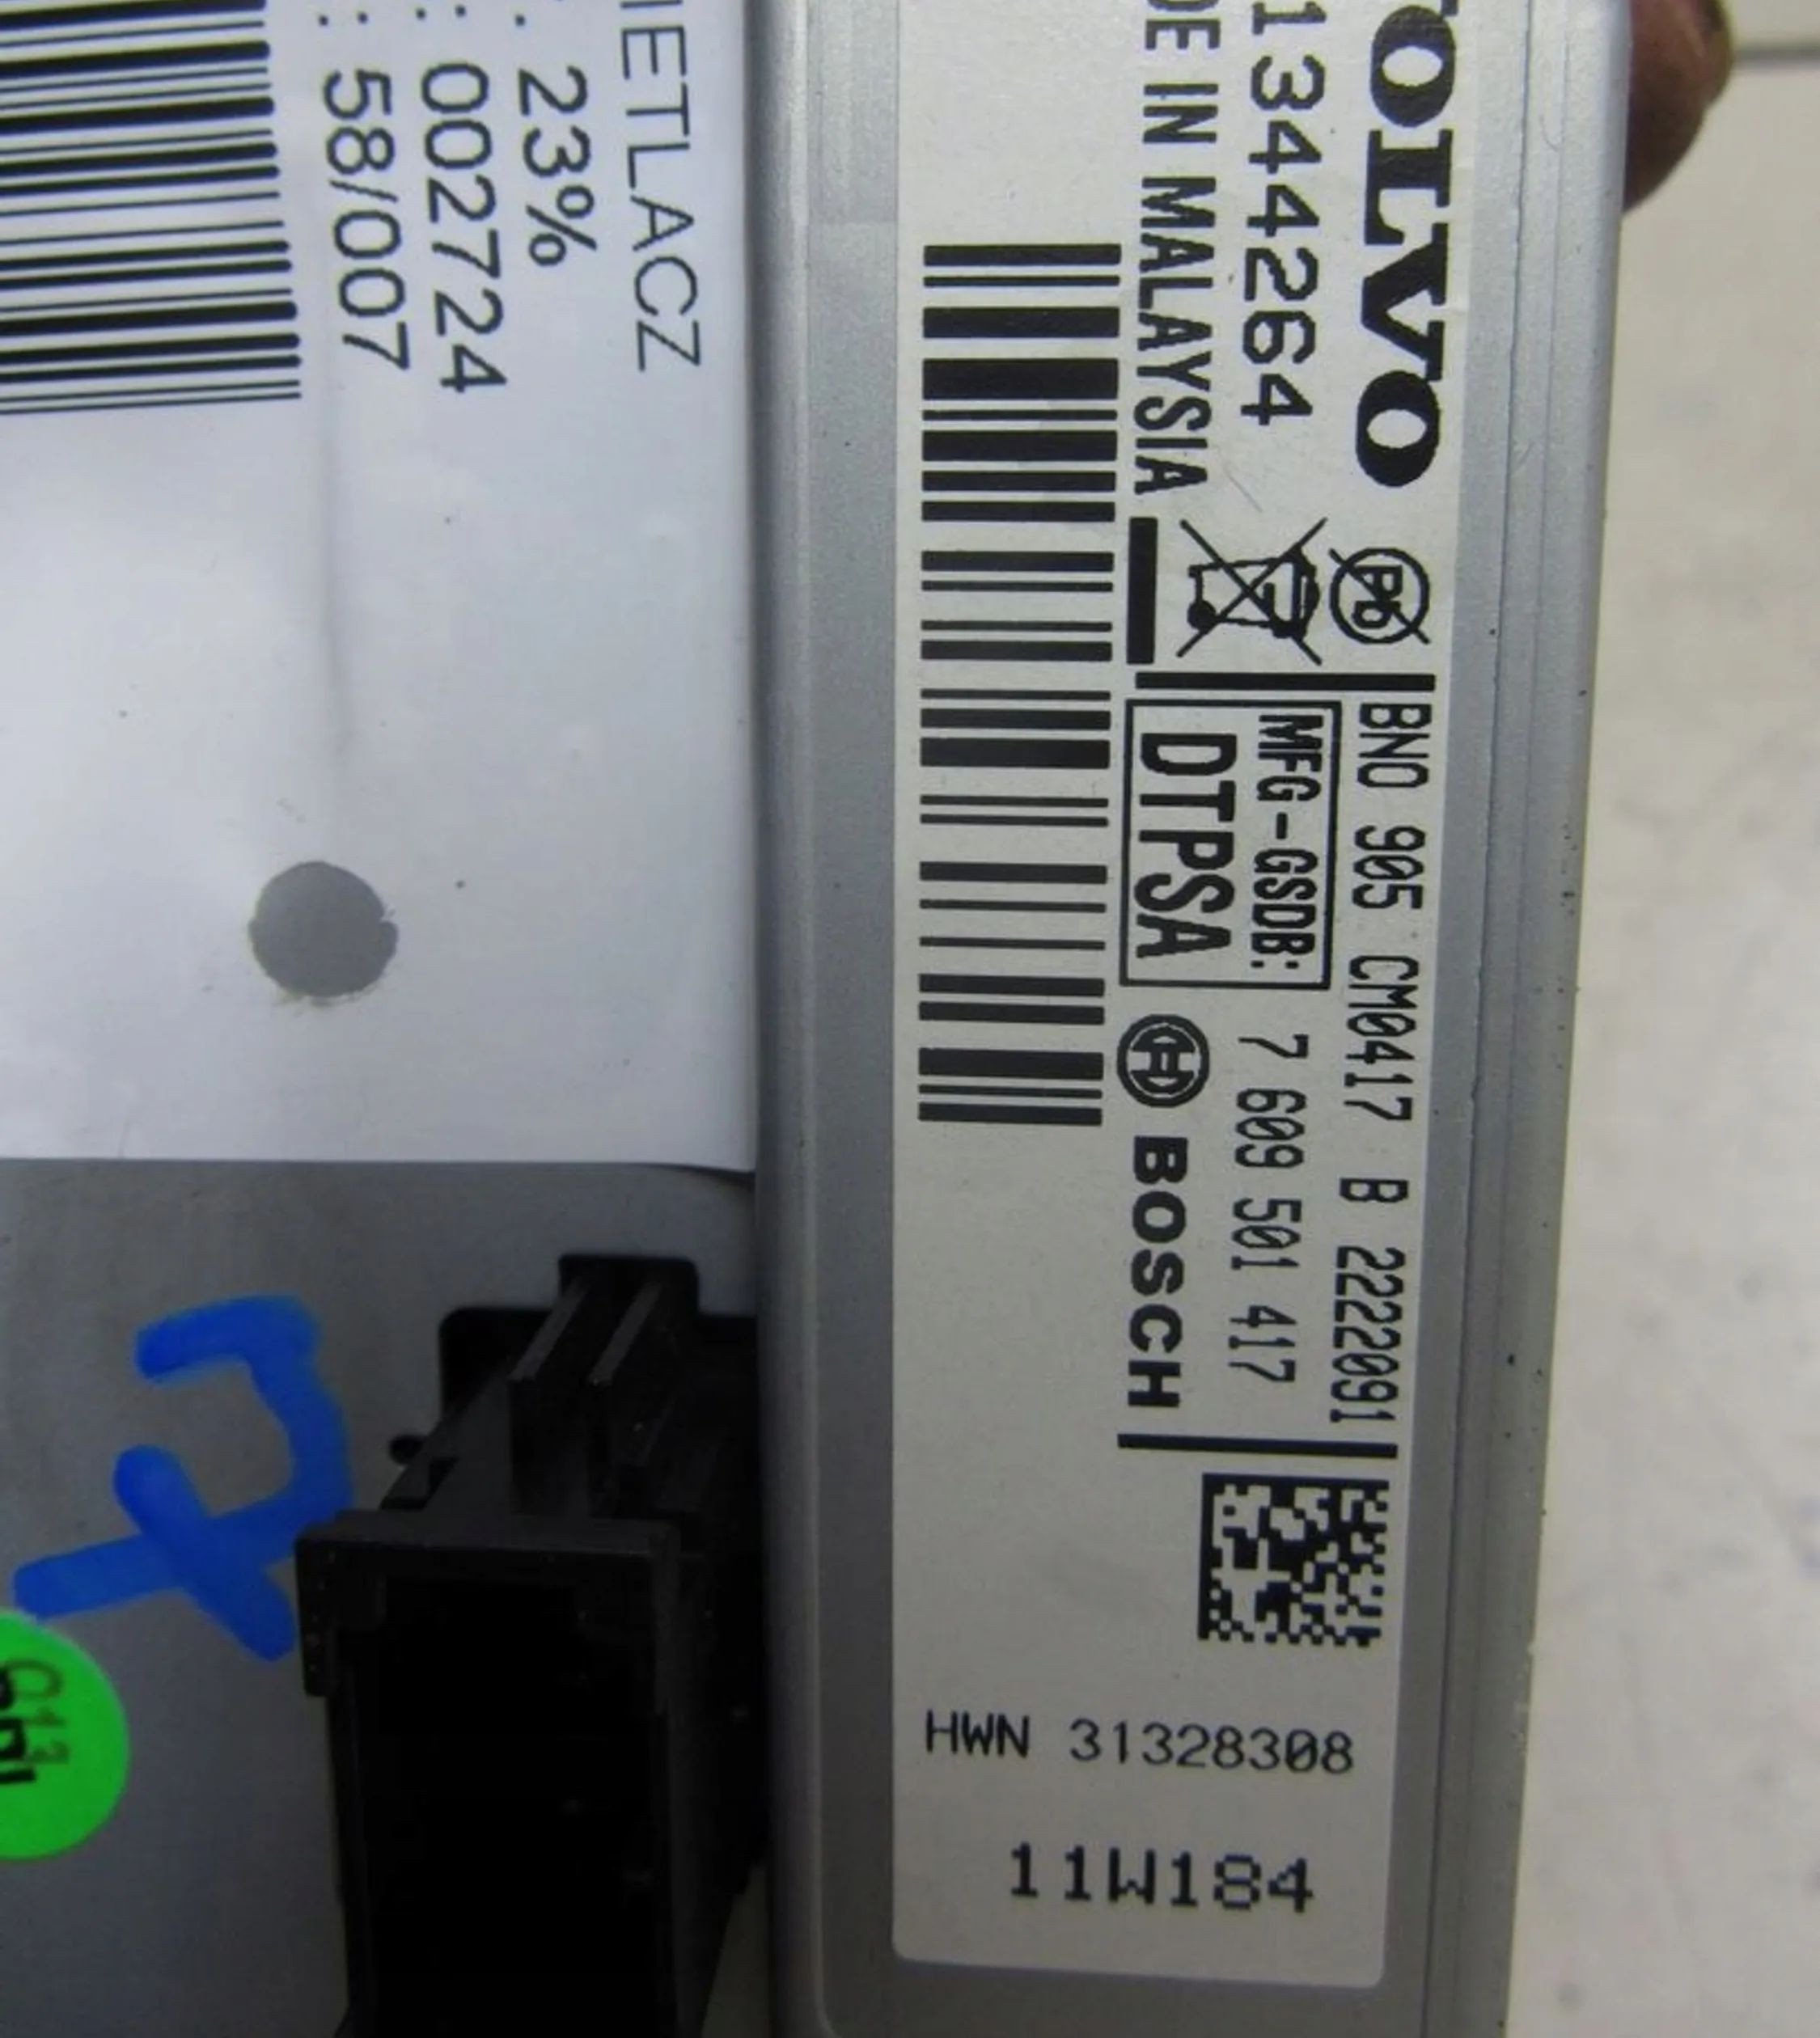 VOLVO
1344264
DE IN MALAYSIA
Pb
BNO 905 CM0417 B 2222091
MFG-GSDB:
DTPSA
7 609 501 417
BOSCH
HWN 31328308
11W184
IETLACZ
: 23%
: 002724
: 58/007